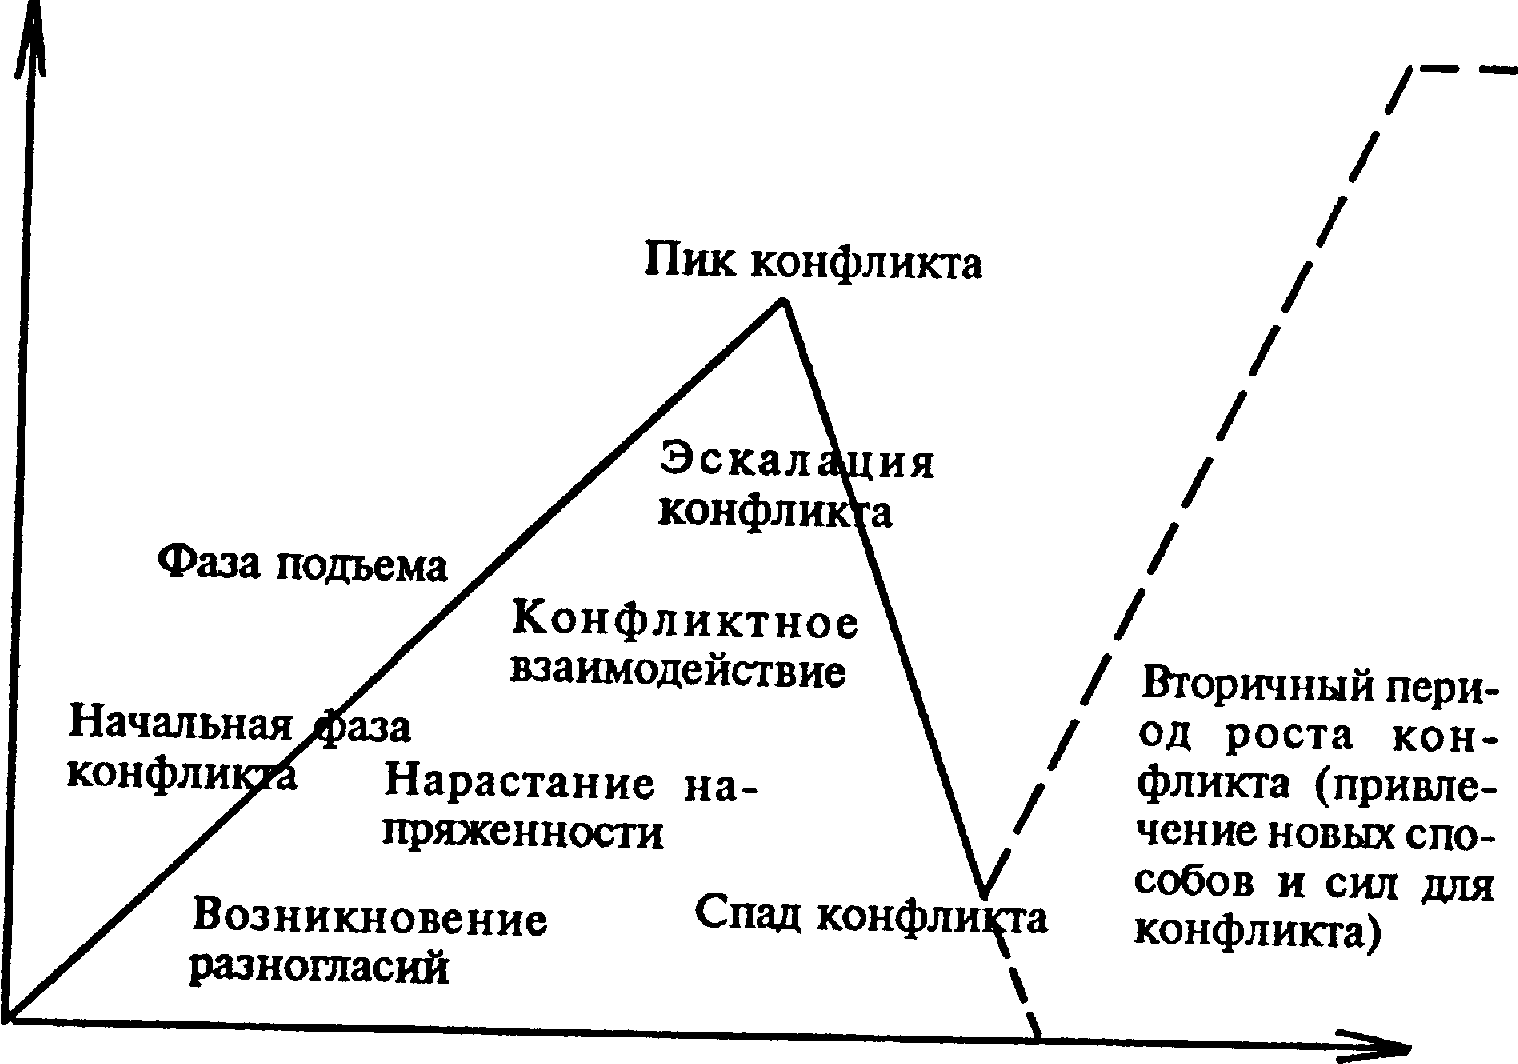 Пик конфликта
Эскалация
конфликта
Фаза подъема
Конфликтное
взаимодействие
Начальная фаза
конфликта
Нарастание на-
пряженности
Возникновение
разногласий
Спад конфликта
Вторичный пери-
од роста кон-
фликта (привле-
чение новых спо-
собов и сил для
конфликта)